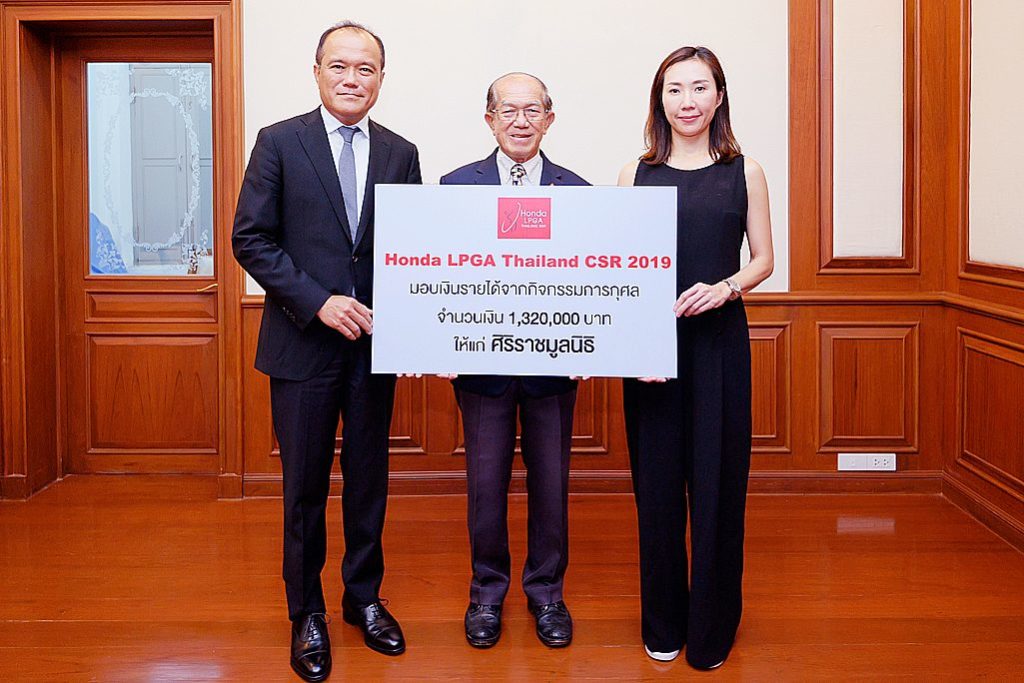 Honda
LPGA
THAILAND 2019
Honda LPGA Thailand CSR 2019
มอบเงินรายได้จากกิจกรรมการกุศล
จำนวนเงิน 1,320,000 บาท
ให้แก่ ศิริราชมูลนิธิ